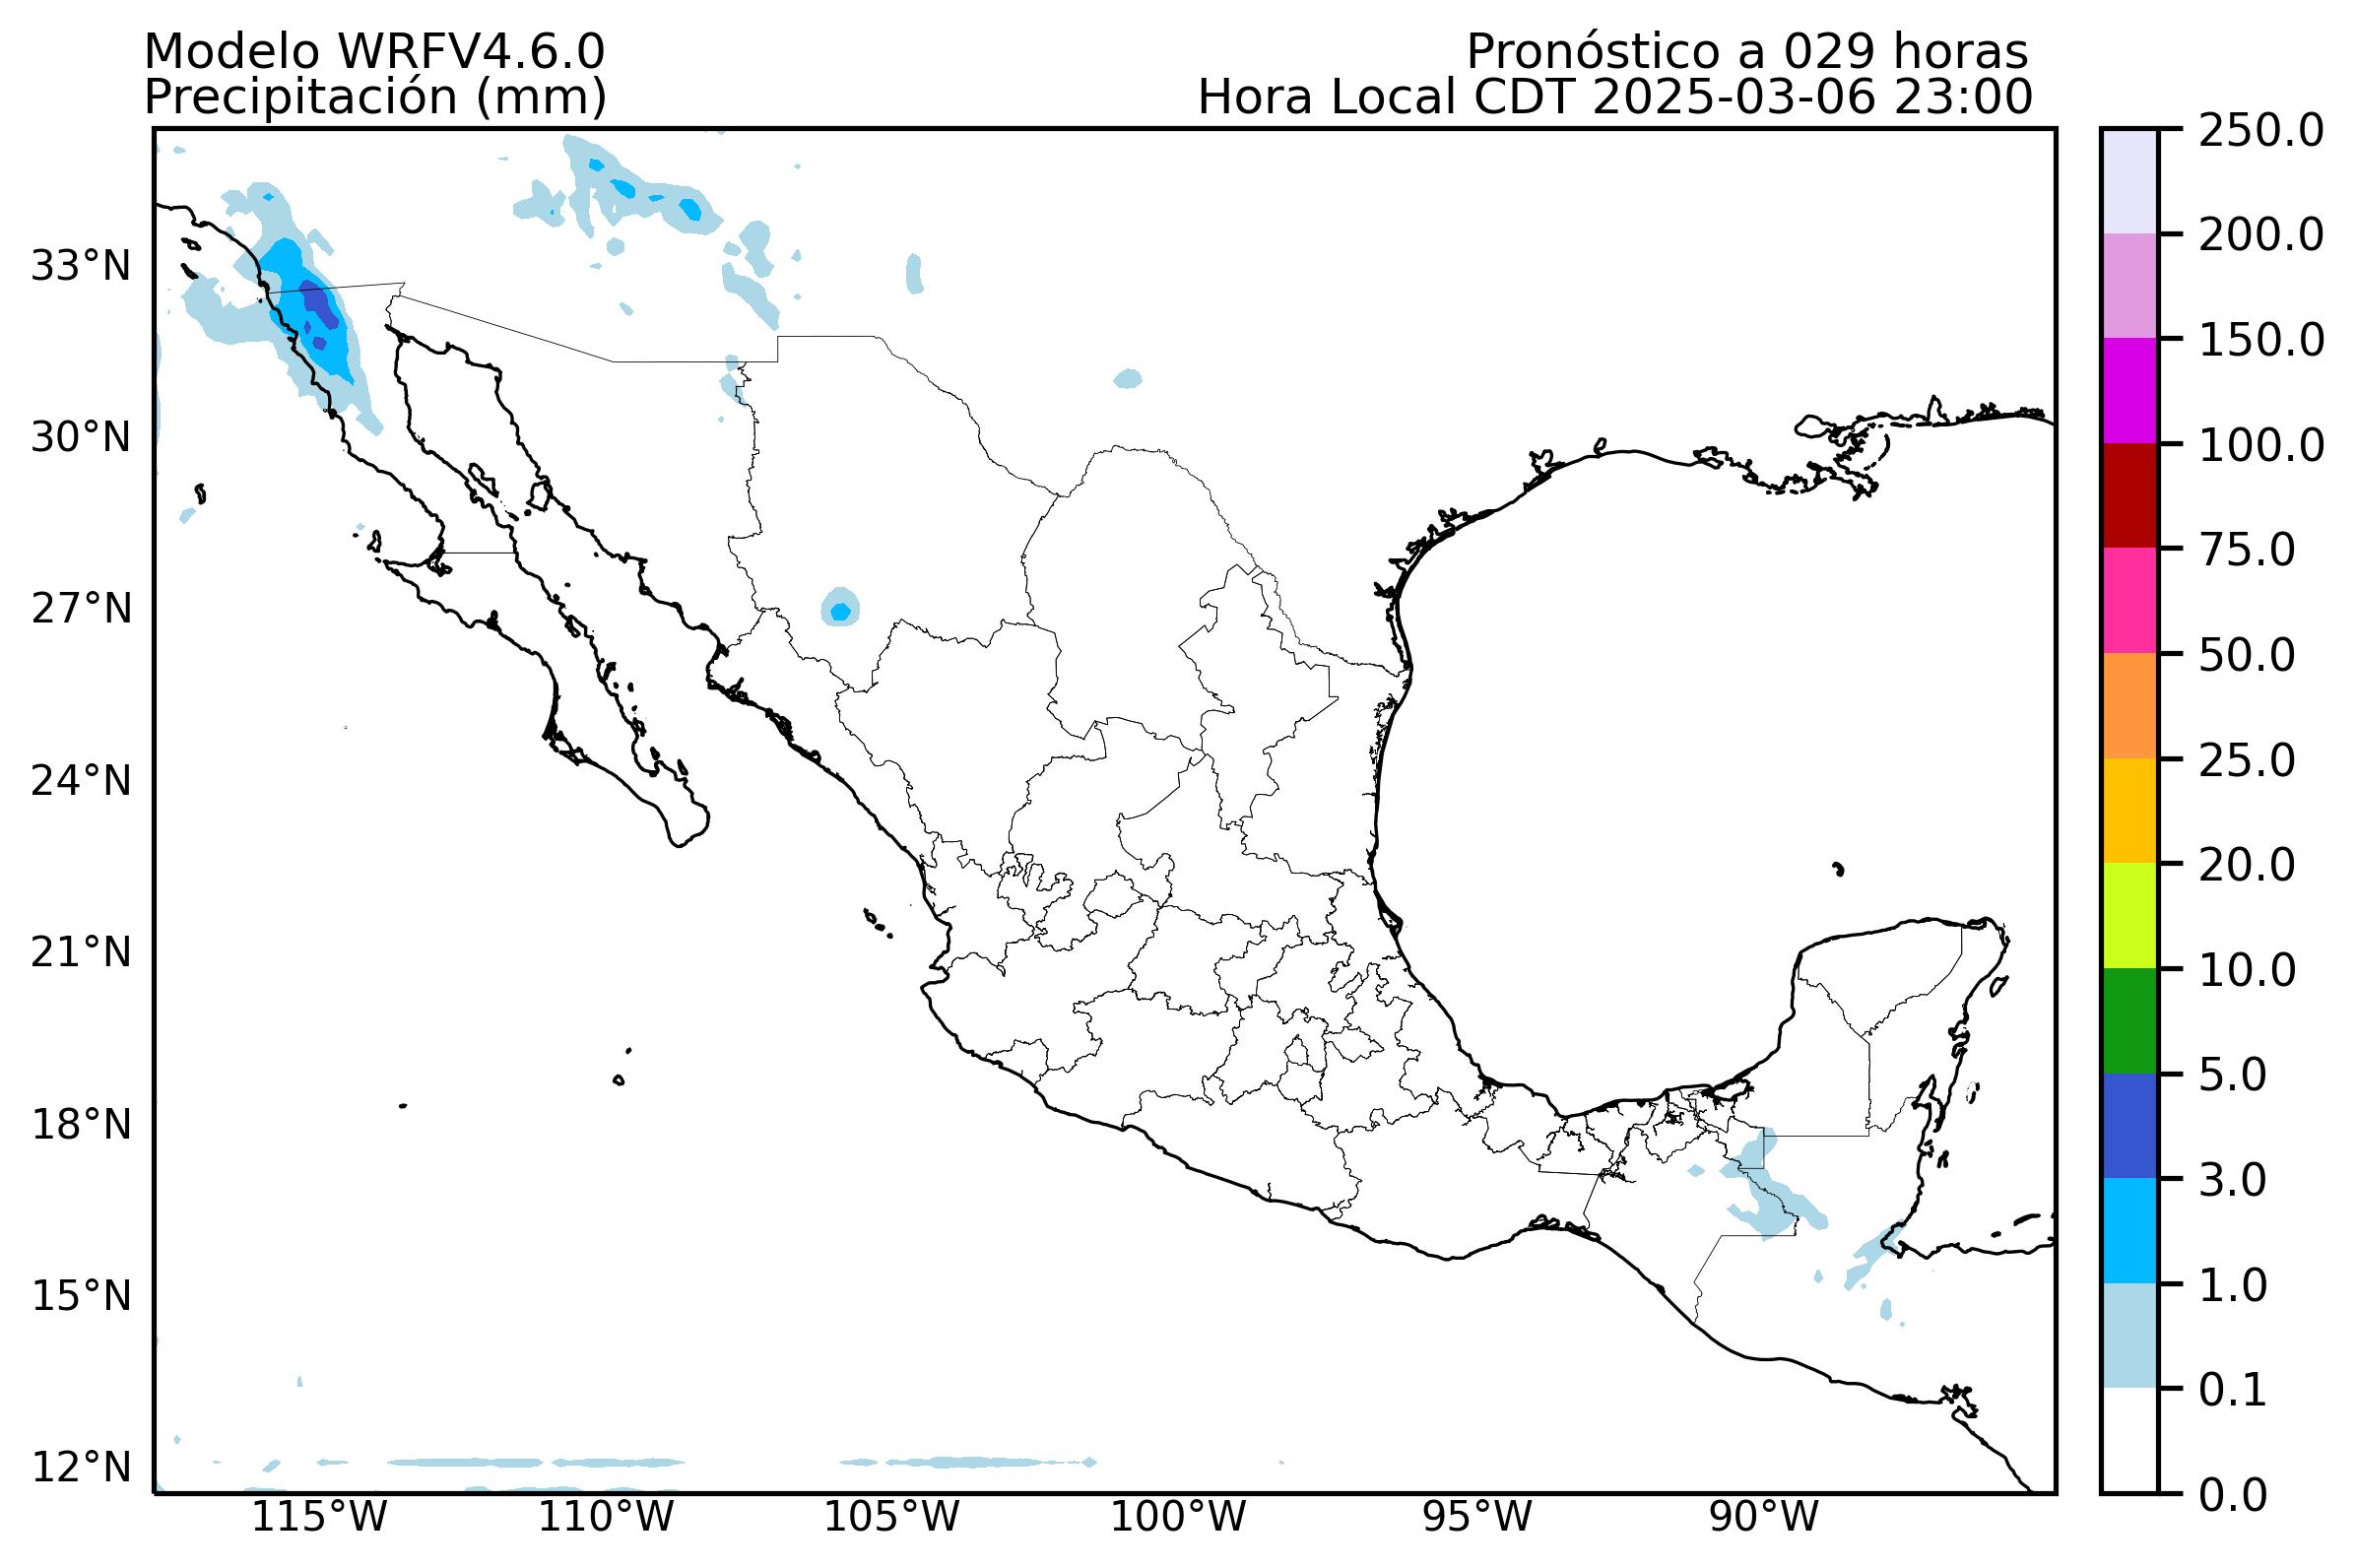 Modelo WRFV4.6.0
Precipitación (mm)
Pronóstico a 029 horas
Hora Local CDT 2025-03-06 23:00
33°N
30°N
27°N
24°N
21°N
18°N
15°N
12°N
115°W
110°W
105°W
100°W
95°W
90°W
250.0
200.0
150.0
100.0
75.0
50.0
25.0
20.0
10.0
5.0
3.0
1.0
0.1
0.0